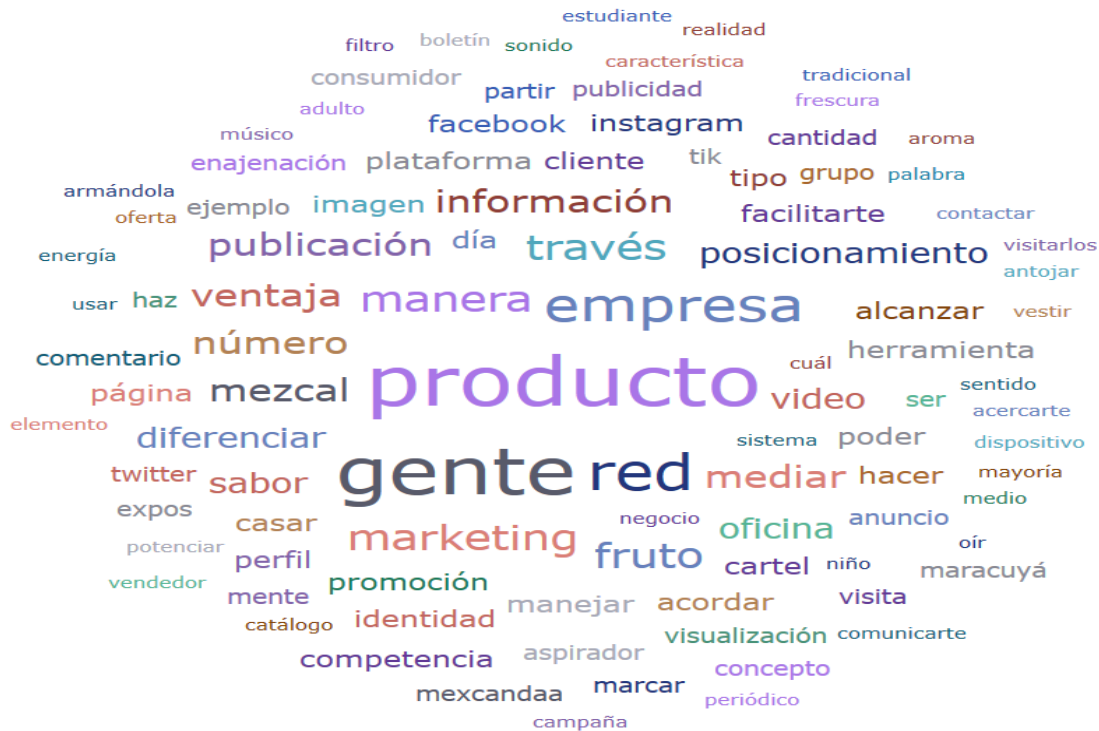 estudiante
realidad
filtro boletín sonido
característica
consumidor tradicional
partir publicidad
adulto frescura
facebook instagram
músico cantidad aroma
enajenación plataforma cliente tik
tipo grupo palabra
armándola
ejemplo imagen información facilitarte contactar
oferta
publicación día través posicionamiento visitarlos
energía antojar
usar haz ventaja manera empresa alcanzar vestir
número
comentario cuál herramienta
página mezcal producto video ser sentido
acercarte
elemento
diferenciar sistema poder dispositivo
twitter sabor gente red mediar hacer mayoría
medio
expos casar negocio oficina anuncio
potenciar marketing oír
perfil fruto cartel niño maracuyá
vendedor promoción
mente manejar acordar visita
catálogo identidad
visualización comunicarte
competencia aspirador concepto
mexcandaa marcar periódico
campaña